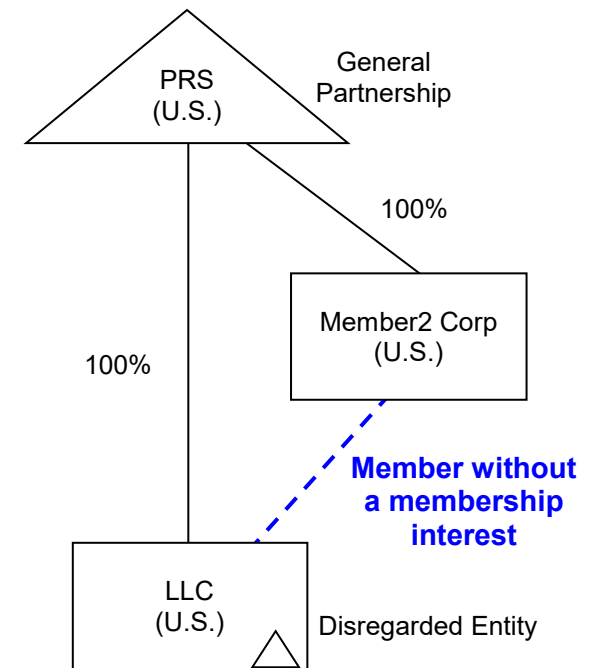 PRS
(U.S.)
General
Partnership
100%
Member2 Corp
(U.S.)
100%
Member without
a membership
interest
LLC
(U.S.)
Disregarded Entity